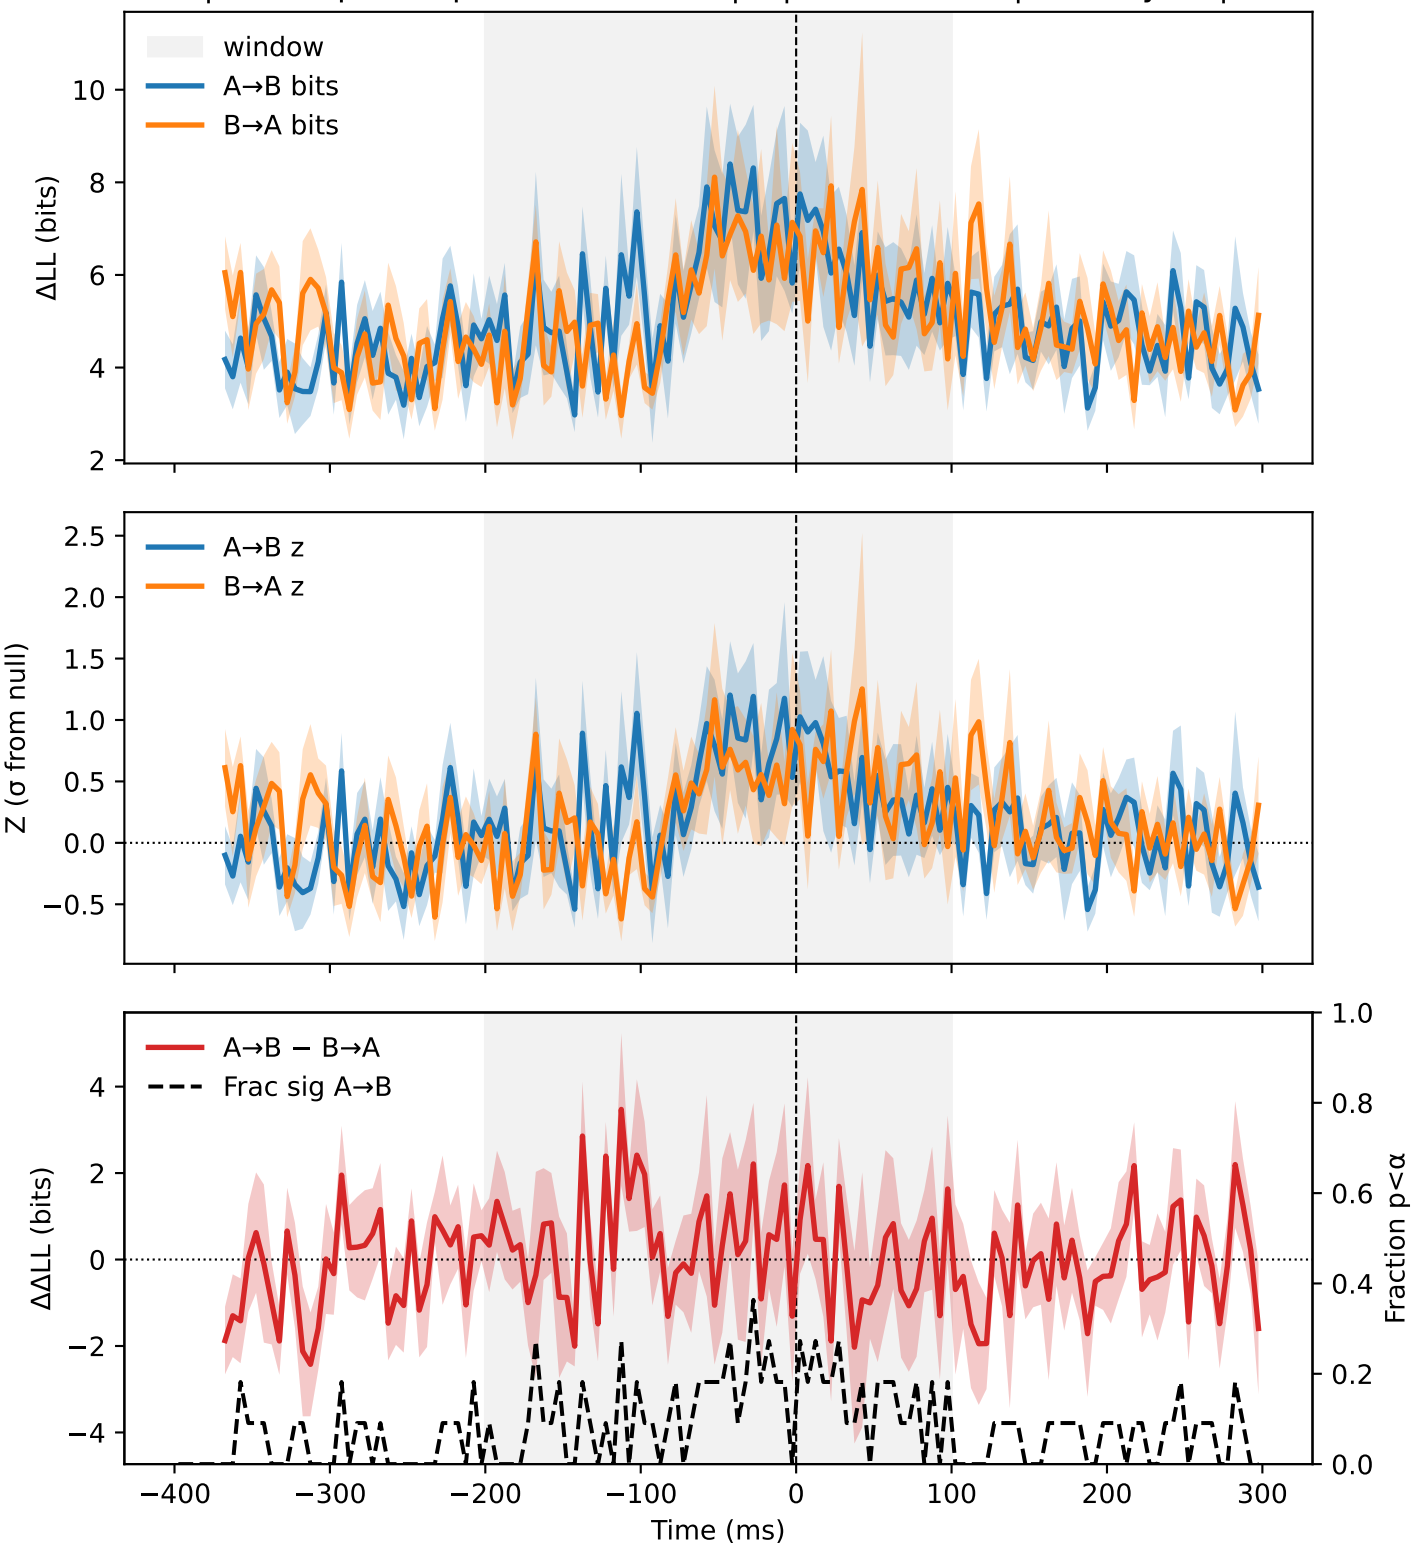 window
A→B bits
B→A bits
10
8
6
4
2
ΔLL (bits)
A→B z
B→A z
2.5
2.0
1.5
1.0
0.5
0.0
−0.5
Z (σ from null)
A→B − B→A
Frac sig A→B
4
2
0
−2
−4
ΔΔLL (bits)
1.0
0.8
0.6
0.4
0.2
0.0
Fraction p<α
−400 −300 −200 −100 0 100 200 300
Time (ms)